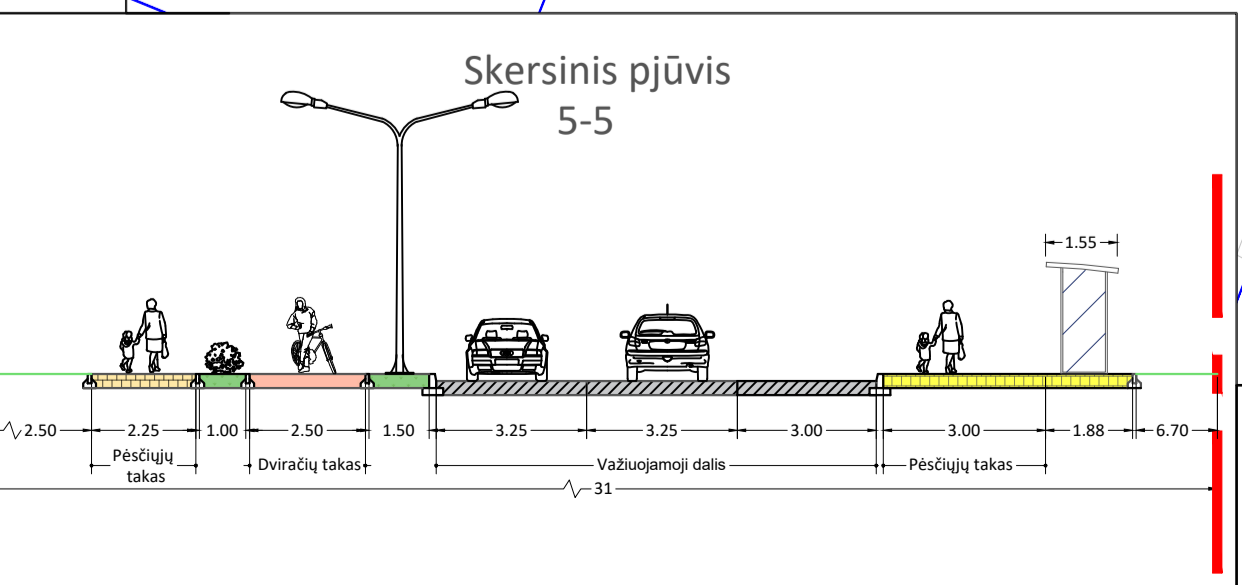 Skersinis pjūvis
5-5
1.55
2.50 2.25 1.00 2.50 1.50 3.25 3.25 3.00 3.00 1.88 6.70
Pėsčiųjų
takas
Dviračių takas
Važiuojamoji dalis
Pėsčiųjų takas
31